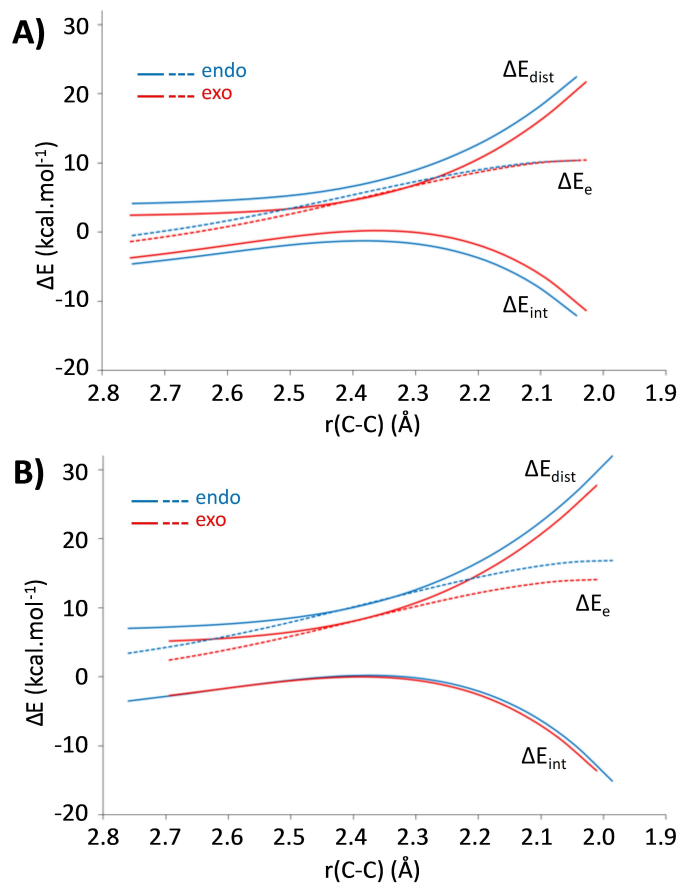 A)
30
endo
exo
ΔEdist
20
10
ΔEe
0
ΔE (kcal.mol-1)
-10
ΔEint
-20
2.8 2.7 2.6 2.5 2.4 2.3 2.2 2.1 2.0 1.9
r(C-C) (Å)
B)
30
ΔEdist
endo
exo
20
10
ΔEe
0
ΔE (kcal.mol-1)
-10
ΔEint
-20
2.8 2.7 2.6 2.5 2.4 2.3 2.2 2.1 2.0 1.9
r(C-C) (Å)